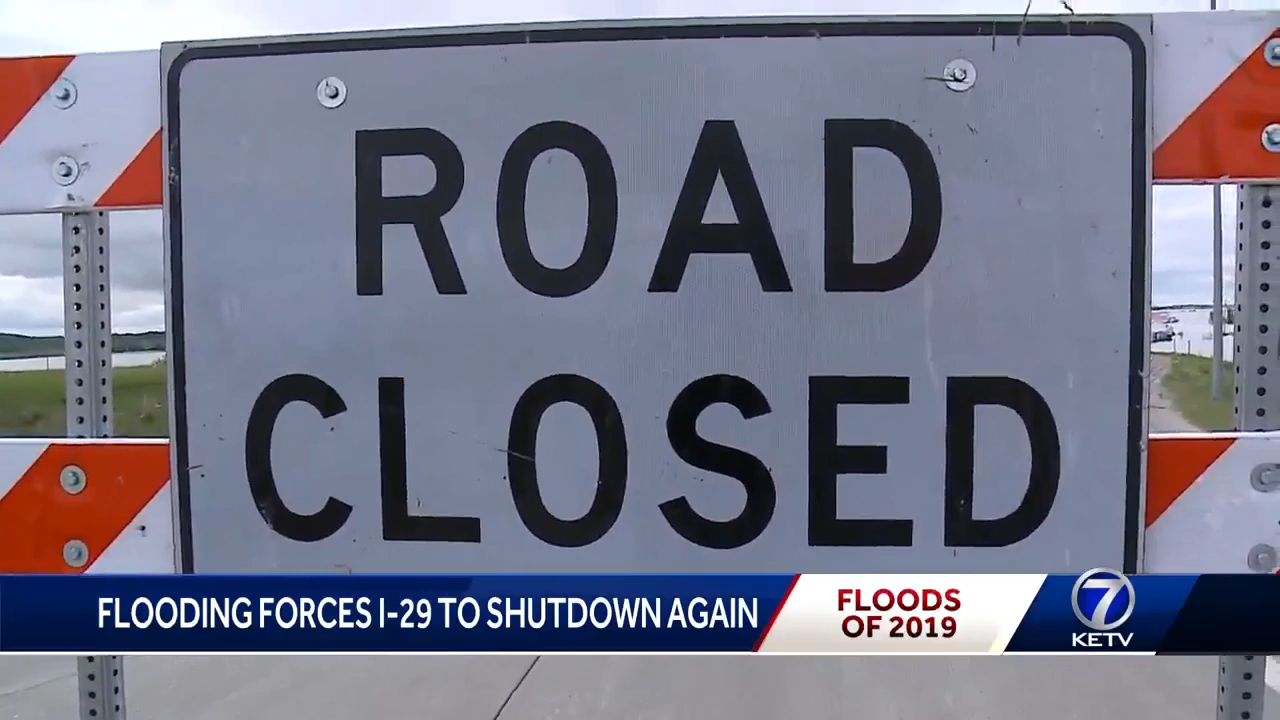 ROAD
CLOSED
FLOODING FORCES I-29 TO SHUTDOWN AGAIN
FLOODS
OF 2019
7
KETV